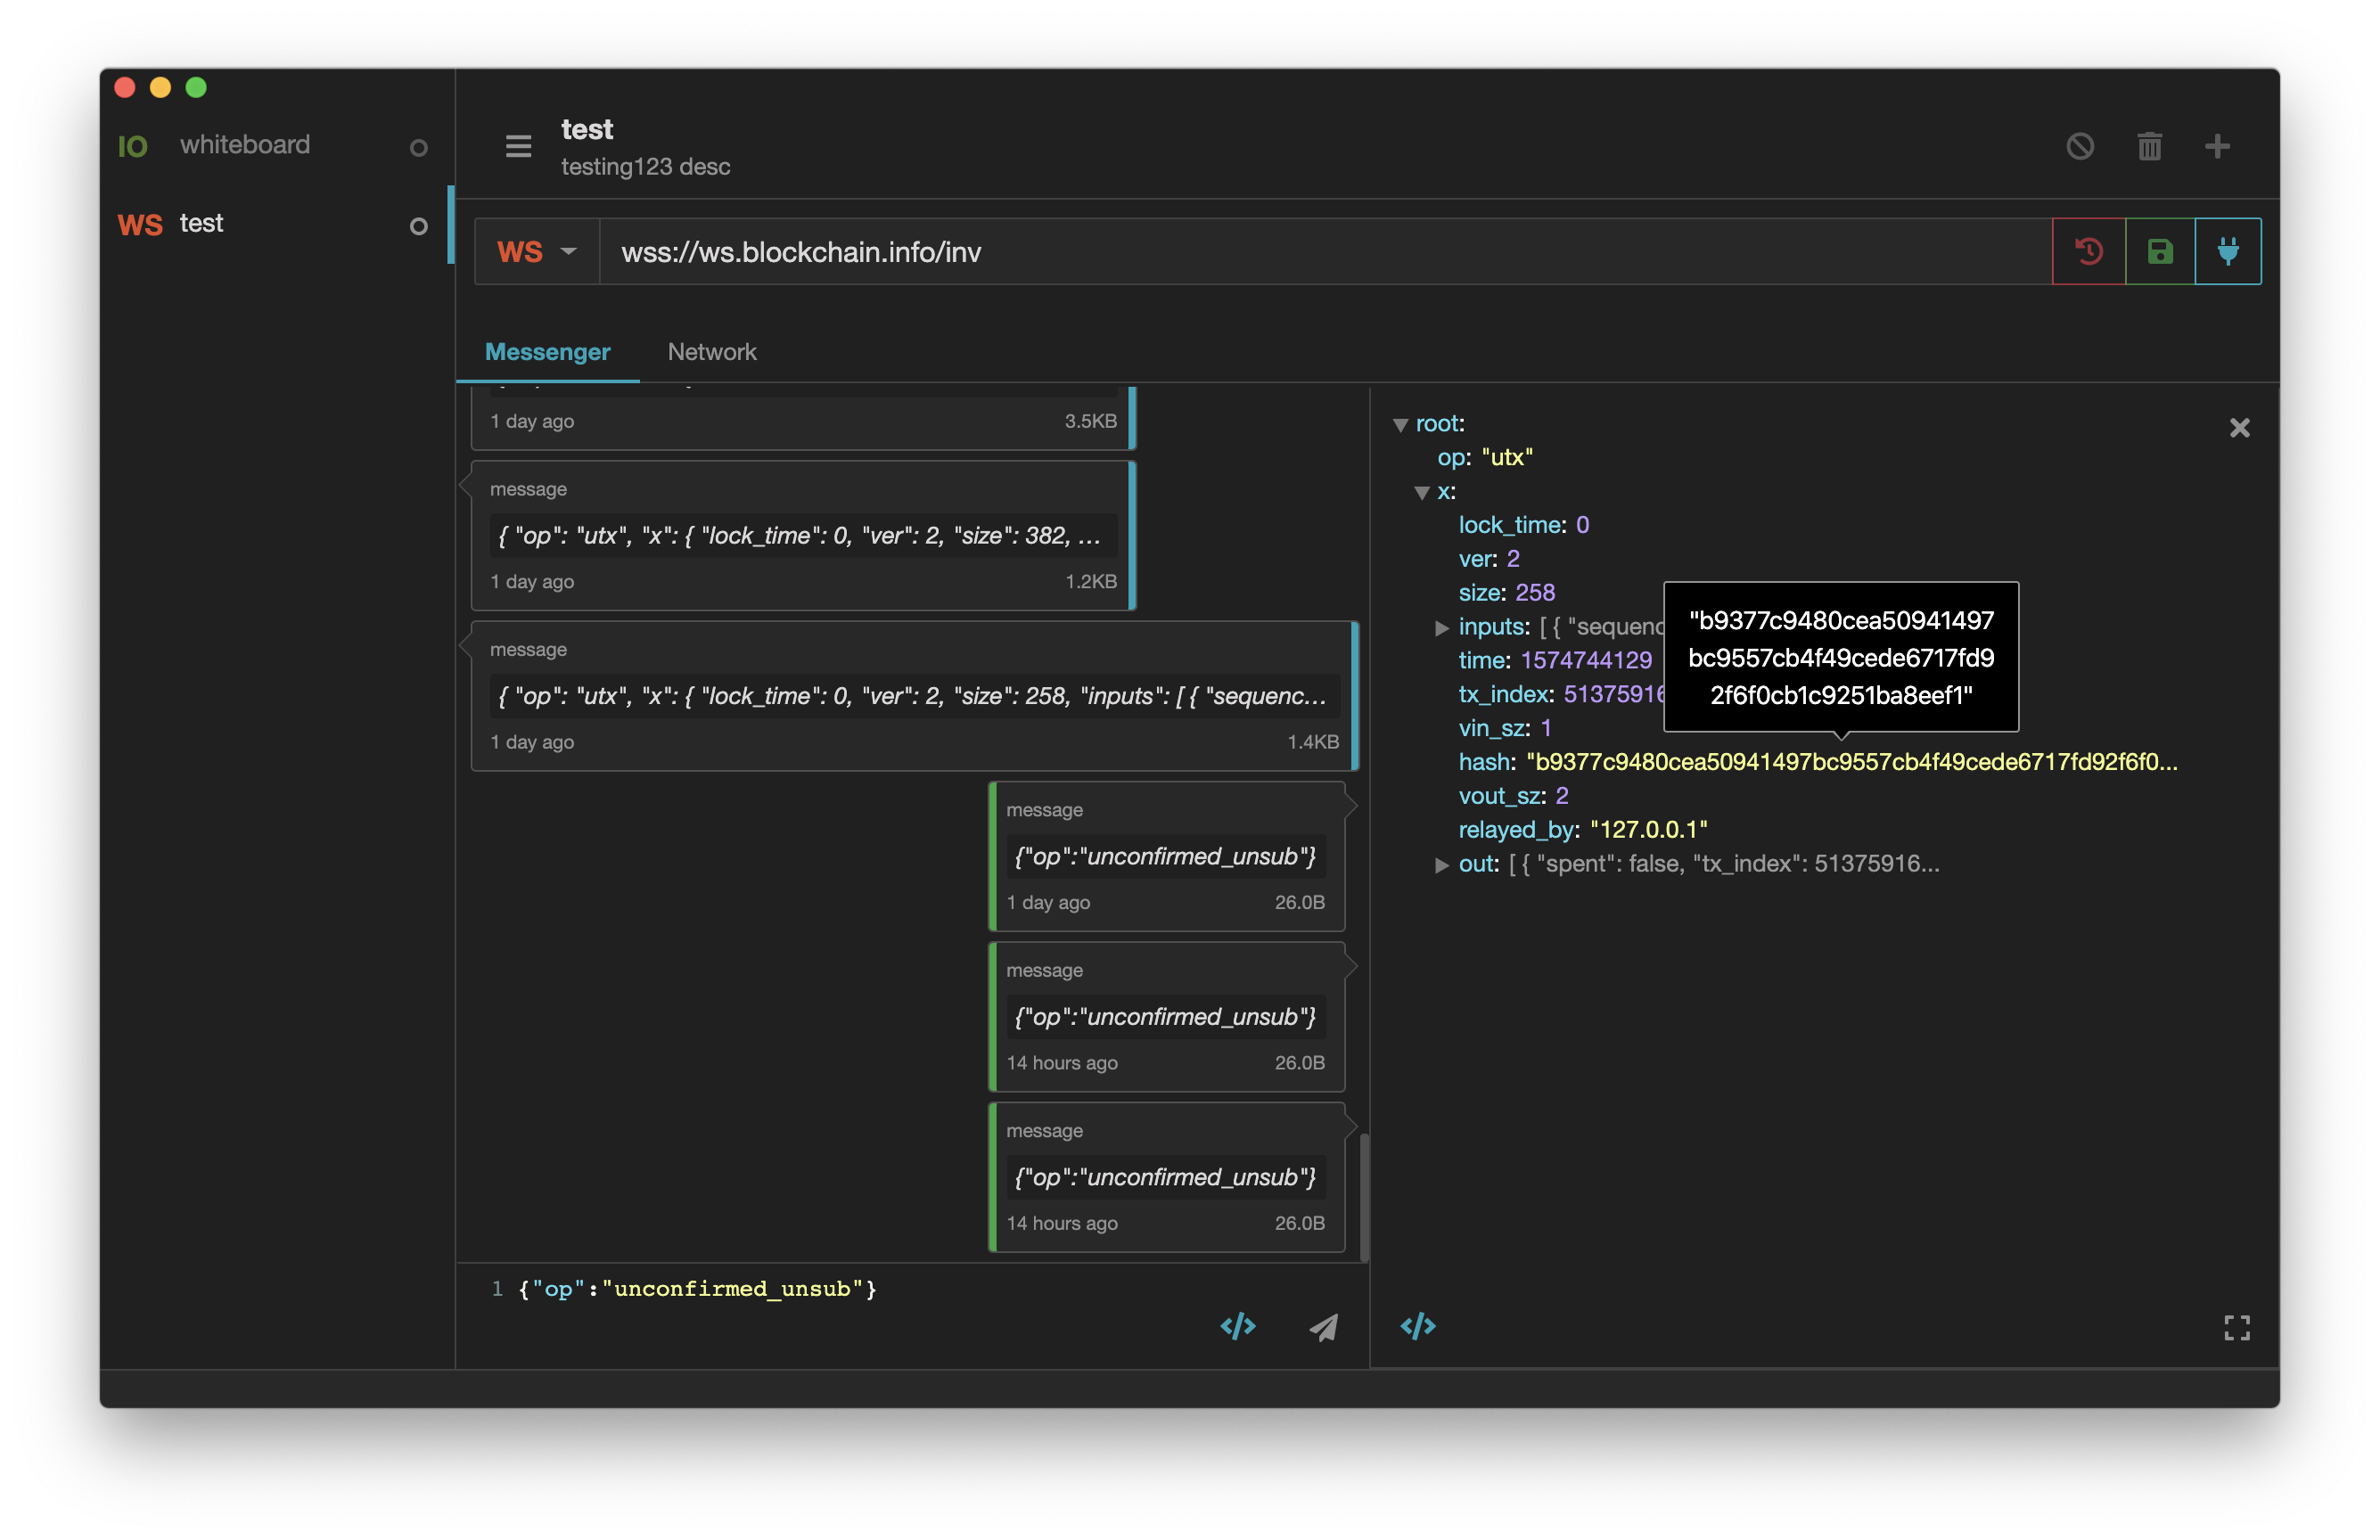 IO whiteboard
WS test
test
testing123 desc
WS wss://ws.blockchain.info/inv
Messenger Network
1 day ago 3.5KB
message
{ "op": "utx", "x": { "lock_time": 0, "ver": 2, "size": 382, ...
1 day ago 1.2KB
message
{ "op": "utx", "x": { "lock_time": 0, "ver": 2, "size": 258, "inputs": [ { "sequenc...
1 day ago 1.4KB
message
{"op":"unconfirmed_unsub"}
1 day ago 26.0B
message
{"op":"unconfirmed_unsub"}
14 hours ago 26.0B
message
{"op":"unconfirmed_unsub"}
14 hours ago 26.0B
1 {"op":"unconfirmed_unsub"}
root:
op: "utx"
x:
lock_time: 0
ver: 2
size: 258
inputs: [ { "sequenc
time: 1574744129
tx_index: 51375916
vin_sz: 1
"b9377c9480cea50941497
bc9557cb4f49cede6717fd9
2f6f0cb1c9251ba8eef1"
hash: "b9377c9480cea50941497bc9557cb4f49cede6717fd92f6f0...
vout_sz: 2
relayed_by: "127.0.0.1"
out: [ { "spent": false, "tx_index": 51375916...